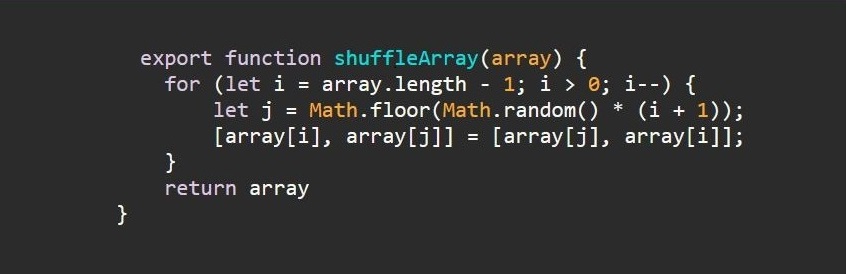 export function shuffleArray(array) {
for (let i = array.length - 1; i > 0; i--) {
let j = Math.floor(Math.random() * (i + 1));
[array[i], array[j]] = [array[j], array[i]];
}
return array
}